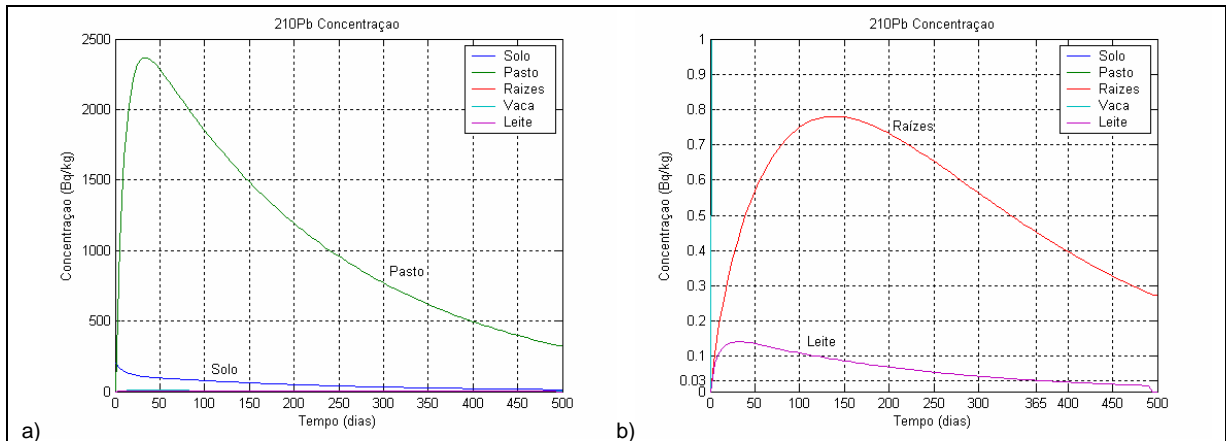 210Pb Concentraçao
2500
2000
1500
1000
500
0
Concentraçao (Bq/kg)
Solo
Pasto
Raizes
Vaca
Leite
Pasto
Solo
0 50 100 150 200 250 300 350 400 450 500
Tempo (dias)
a)
210Pb Concentraçao
1
0.9
0.8
0.7
0.6
0.5
0.4
0.3
0.2
0.1
0.03
0
Concentraçao (Bq/kg)
Solo
Pasto
Raizes
Vaca
Leite
Raízes
Leite
0 50 100 150 200 250 300 365 400 450 500
Tempo (dias)
b)